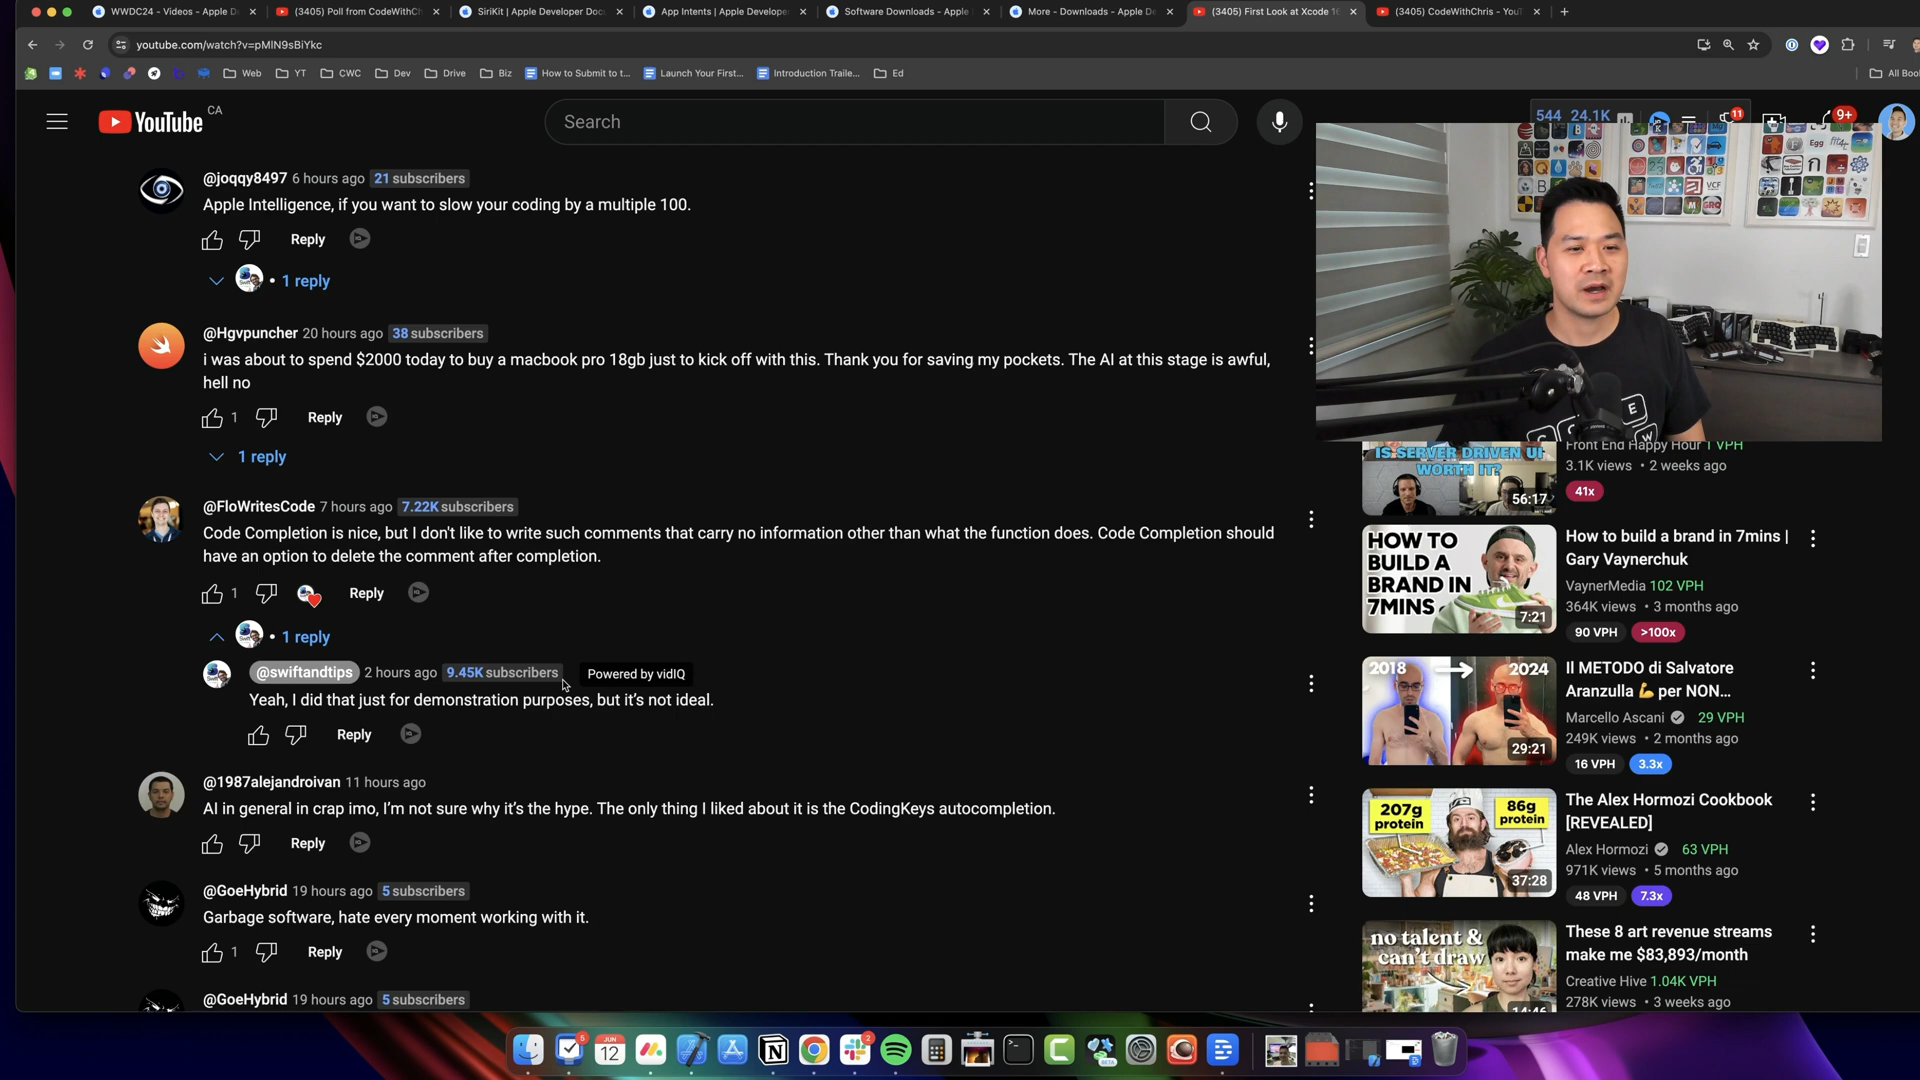 WWDC24 - Videos - Apple D
(3405) Poll from CodeWithCh
SiriKit | Apple Developer Doc
App Intents | Apple Developer
Software Downloads - Apple
More - Downloads - Apple De
(3405) First Look at Xcode 16
(3405) CodeWithChris - YouT
youtube.com/watch?v=pMlN9sBiYkc
Web
YT
CWC
Dev
Drive
Biz
How to Submit to t...
Launch Your First...
Introduction Traile...
Ed
All Boo
YouTube
CA
Search
544 24.1K
11
9+
@joqqy8497 6 hours ago 21 subscribers
Apple Intelligence, if you want to slow your coding by a multiple 100.
Reply
• 1 reply
@Hgvpuncher 20 hours ago 38 subscribers
i was about to spend $2000 today to buy a macbook pro 18gb just to kick off with this. Thank you for saving my pockets. The AI at this stage is awful,
hell no
1 Reply
1 reply
@FloWritesCode 7 hours ago 7.22K subscribers
Code Completion is nice, but I don't like to write such comments that carry no information other than what the function does. Code Completion should
have an option to delete the comment after completion.
1 Reply
• 1 reply
@swiftandtips 2 hours ago 9.45K subscribers Powered by vidIQ
Yeah, I did that just for demonstration purposes, but it's not ideal.
Reply
@1987alejandroivan 11 hours ago
AI in general in crap imo, I'm not sure why it's the hype. The only thing I liked about it is the CodingKeys autocompletion.
Reply
@GoeHybrid 19 hours ago 5 subscribers
Garbage software, hate every moment working with it.
1 Reply
@GoeHybrid 19 hours ago 5 subscribers
Egg
VCF
E
W
IS SERVER DRIVEN UI
WORTH IT?
56:17
Front End Happy Hour 1 VPH
3.1K views • 2 weeks ago
41x
HOW TO
BUILD A
BRAND IN
7MINS
7:21
How to build a brand in 7mins |
Gary Vaynerchuk
VaynerMedia 102 VPH
364K views • 3 months ago
90 VPH >100x
2018 2024
29:21
Il METODO di Salvatore
Aranzulla 💪 per NON...
Marcello Ascani 29 VPH
249K views • 2 months ago
16 VPH 3.3x
207g
protein
86g
protein
37:28
The Alex Hormozi Cookbook
[REVEALED]
Alex Hormozi 63 VPH
971K views • 5 months ago
48 VPH 7.3x
no talent &
can't draw
14:46
These 8 art revenue streams
make me $83,893/month
Creative Hive 1.04K VPH
278K views • 3 weeks ago
5
JUN
12
2
BETA